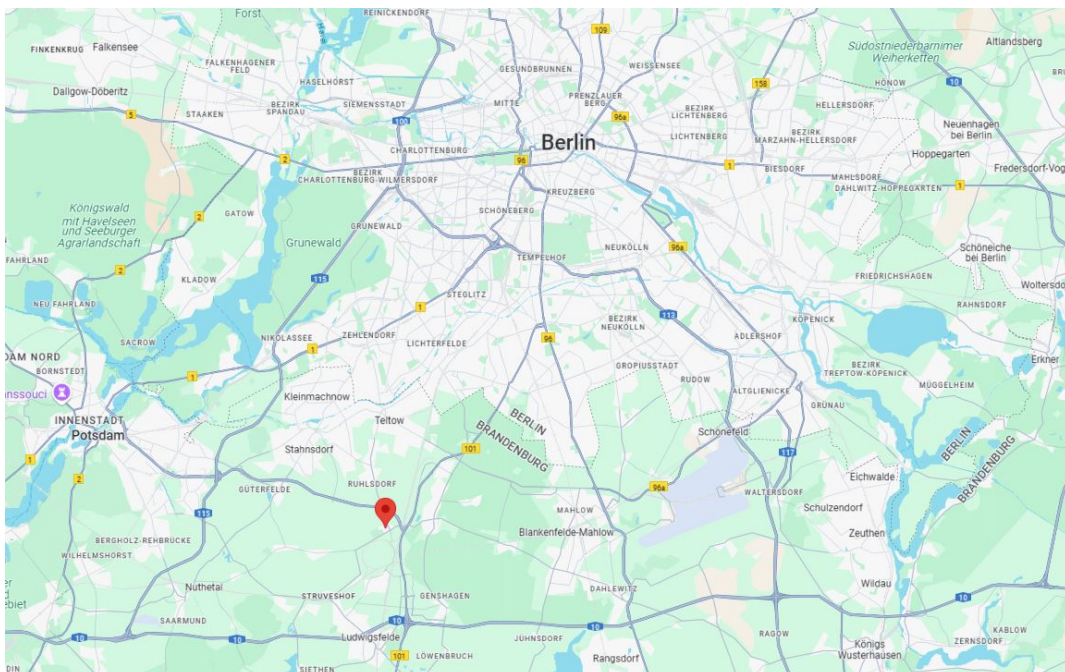 Forst
REINICKENDORF
109
WEISSENSEE
Südostniederbarnimer
Weiherketten
Altlandsberg
FINKENKRUG
Falkensee
FALKENHAGENER
FELD
HASELHORST
GESUNDBRUNNEN
HÖNOW
10
Dallgow-Döberitz
BEZIRK
SPANDAU
SIEMENSSTADT
MITTE
PRENZLAUER
BERG
158
HELLERSDORF
5
STAAKEN
100
96a
BEZIRK
LICHTENBERG
LICHTENBERG
BEZIRK
MARZAHN-HELLERSDORF
Neuenhagen
bei Berlin
Berlin
CHARLOTTENBURG
2
96
1
BIESDORF
Hoppegarten
Fredersdorf-Vog
BEZIRK
CHARLOTTENBURG-WILMERSDORF
MAHLSDORF
DAHLWITZ-HOPPEGARTEN
1
KREUZBERG
Königswald
mit Havelseen
und Seeburger
Agrarlandschaft
2
GATOW
SCHÖNEBERG
GRUNEWALD
Grunewald
NEUKÖLLN
96a
Schöneiche
bei Berlin
FAHRLAND
2
KLADOW
115
TEMPELHOF
FRIEDRICHSHAGEN
Woltersdo
STEGLITZ
NEU FAHRLAND
1
113
RAHNSDORF
SACROW
NIKOLASSEE
ZEHLENDORF
LICHTERFELDE
96
BEZIRK
NEUKÖLLN
ADLERSHOF
KÖPENICK
DAM NORD
1
Erkner
BORNSTEDT
1
GROPIUSSTADT
BEZIRK
TREPTOW-KÖPENICK
RUDOW
MÜGGELHEIM
anssouci
Kleinmachnow
ALTGLIENICKE
GRÜNAU
INNENSTADT
Potsdam
Teltow
BERLIN
BRANDENBURG
Schönefeld
BERLIN
BRANDENBURG
Stahnsdorf
101
117
1
2
GÜTERFELDE
RUHLSDORF
96a
WALTERSDORF
Eichwalde
115
MAHLOW
Schulzendorf
BERGHOLZ-REHBRÜCKE
Blankenfelde-Mahlow
Zeuthen
WILHELMSHORST
Nuthetal
Wildau
STRUVESHOF
GENSHAGEN
DAHLEWITZ
10
10
SAARMUND
10
10
KABLOW
Ludwigsfelde
JÜHNSDORF
RAGOW
Königs
Wusterhausen
ZERNSDORF
101
LÖWENBRUCH
SIETHEN
Rangsdorf